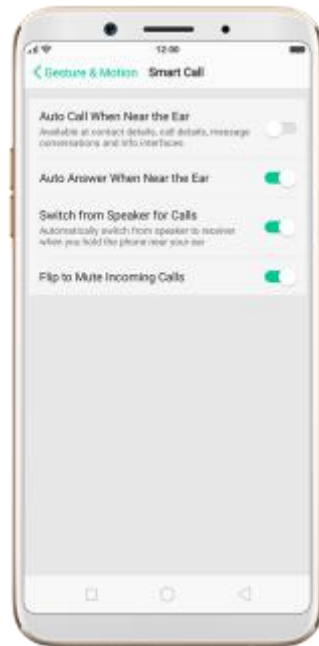 12:00
Gesture & Motion Smart Call
Auto Call When Near the Ear
Available at contact details, call details, message
conversations and info interfaces
Auto Answer When Near the Ear
Switch from Speaker for Calls
Automatically switch from speaker to receiver
when you hold the phone near your ear
Flip to Mute Incoming Calls